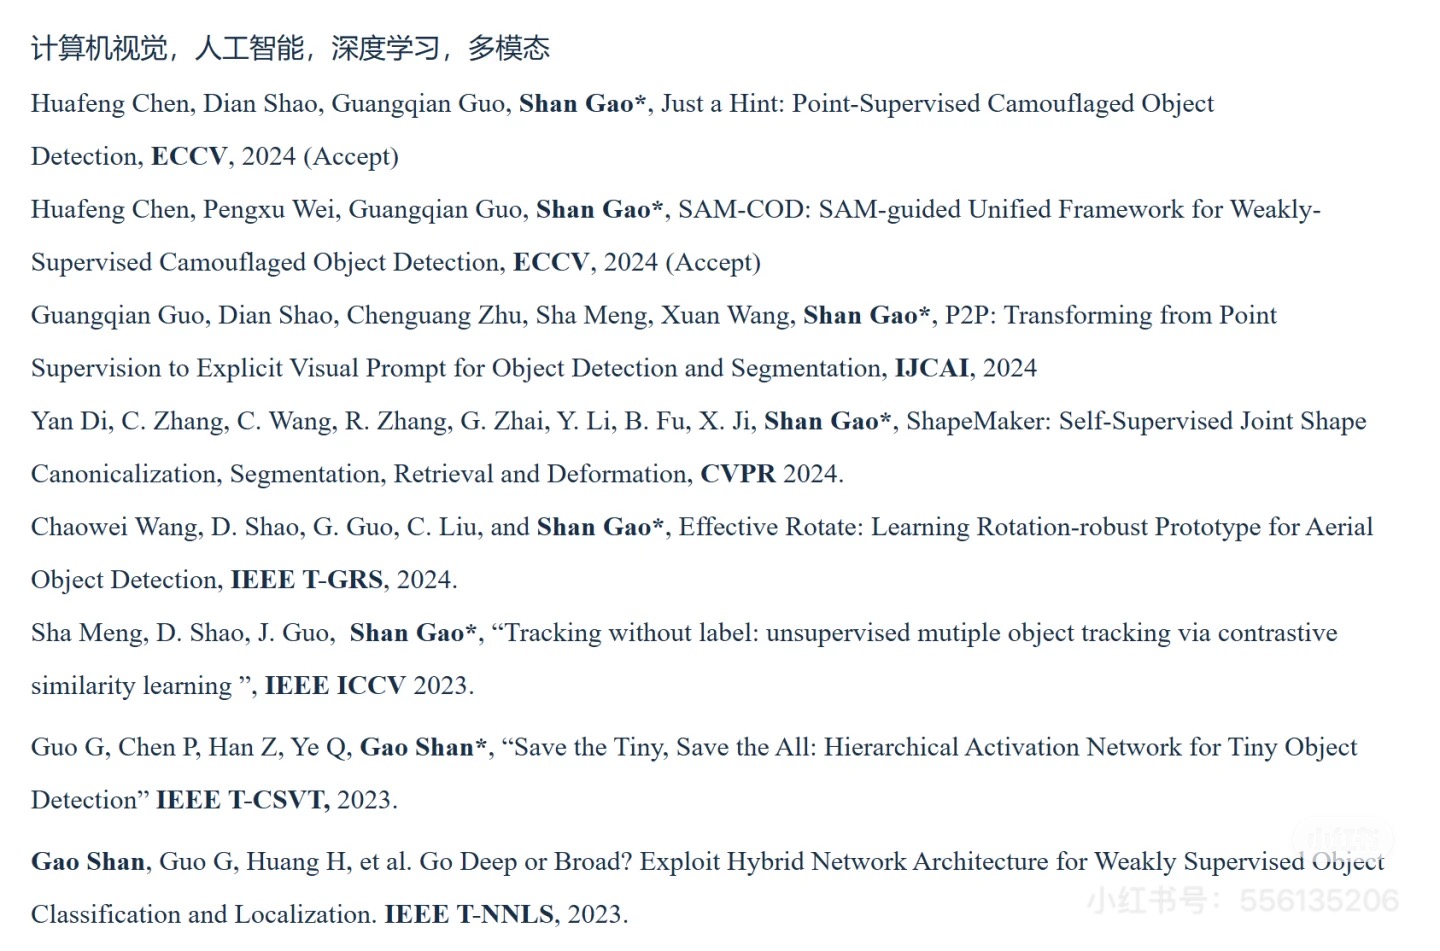 计算机视觉，人工智能，深度学习，多模态
Huafeng Chen, Dian Shao, Guangqian Guo, Shan Gao*, Just a Hint: Point-Supervised Camouflaged Object
Detection, ECCV, 2024 (Accept)
Huafeng Chen, Pengxu Wei, Guangqian Guo, Shan Gao*, SAM-COD: SAM-guided Unified Framework for Weakly-
Supervised Camouflaged Object Detection, ECCV, 2024 (Accept)
Guangqian Guo, Dian Shao, Chenguang Zhu, Sha Meng, Xuan Wang, Shan Gao*, P2P: Transforming from Point
Supervision to Explicit Visual Prompt for Object Detection and Segmentation, IJCAI, 2024
Yan Di, C. Zhang, C. Wang, R. Zhang, G. Zhai, Y. Li, B. Fu, X. Ji, Shan Gao*, ShapeMaker: Self-Supervised Joint Shape
Canonicalization, Segmentation, Retrieval and Deformation, CVPR 2024.
Chaowei Wang, D. Shao, G. Guo, C. Liu, and Shan Gao*, Effective Rotate: Learning Rotation-robust Prototype for Aerial
Object Detection, IEEE T-GRS, 2024.
Sha Meng, D. Shao, J. Guo, Shan Gao*, “Tracking without label: unsupervised mutiple object tracking via contrastive
similarity learning ”, IEEE ICCV 2023.
Guo G, Chen P, Han Z, Ye Q, Gao Shan*, “Save the Tiny, Save the All: Hierarchical Activation Network for Tiny Object
Detection” IEEE T-CSVT, 2023.
Gao Shan, Guo G, Huang H, et al. Go Deep or Broad? Exploit Hybrid Network Architecture for Weakly Supervised Object
Classification and Localization. IEEE T-NNLS, 2023.
小红书
小红书号：556135206